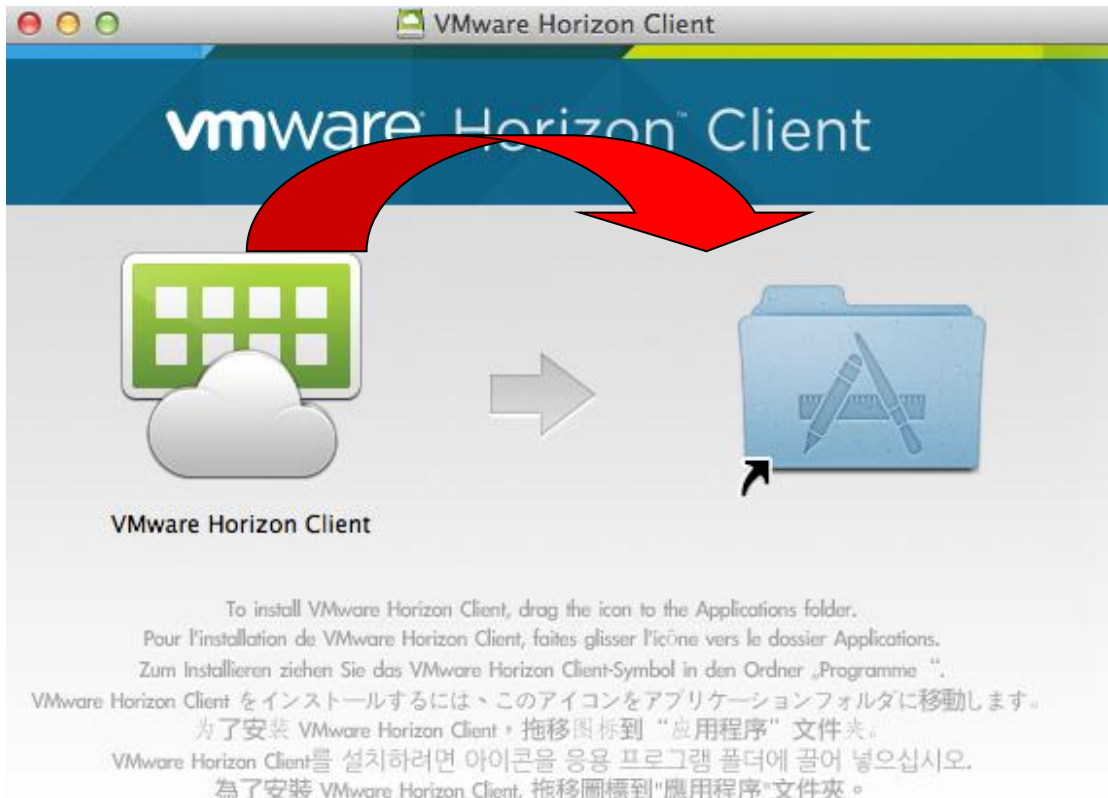 VMware Horizon Client
vmware Horizon™ Client
VMware Horizon Client
To install VMware Horizon Client, drag the icon to the Applications folder.
Pour l'installation de VMware Horizon Client, faites glisser l'icône vers le dossier Applications.
Zum Installieren ziehen Sie das VMware Horizon Client-Symbol in den Ordner „Programme “.
VMware Horizon Client をインストールするには、このアイコンをアプリケーションフォルダに移動します。
为了安装 VMware Horizon Client，拖移图标到“应用程序”文件夹。
VMware Horizon Client를 설치하려면 아이콘을 응용 프로그램 폴더에 끌어 넣으십시오.
為了安裝 VMware Horizon Client, 拖移圖標到"應用程序"文件夾。